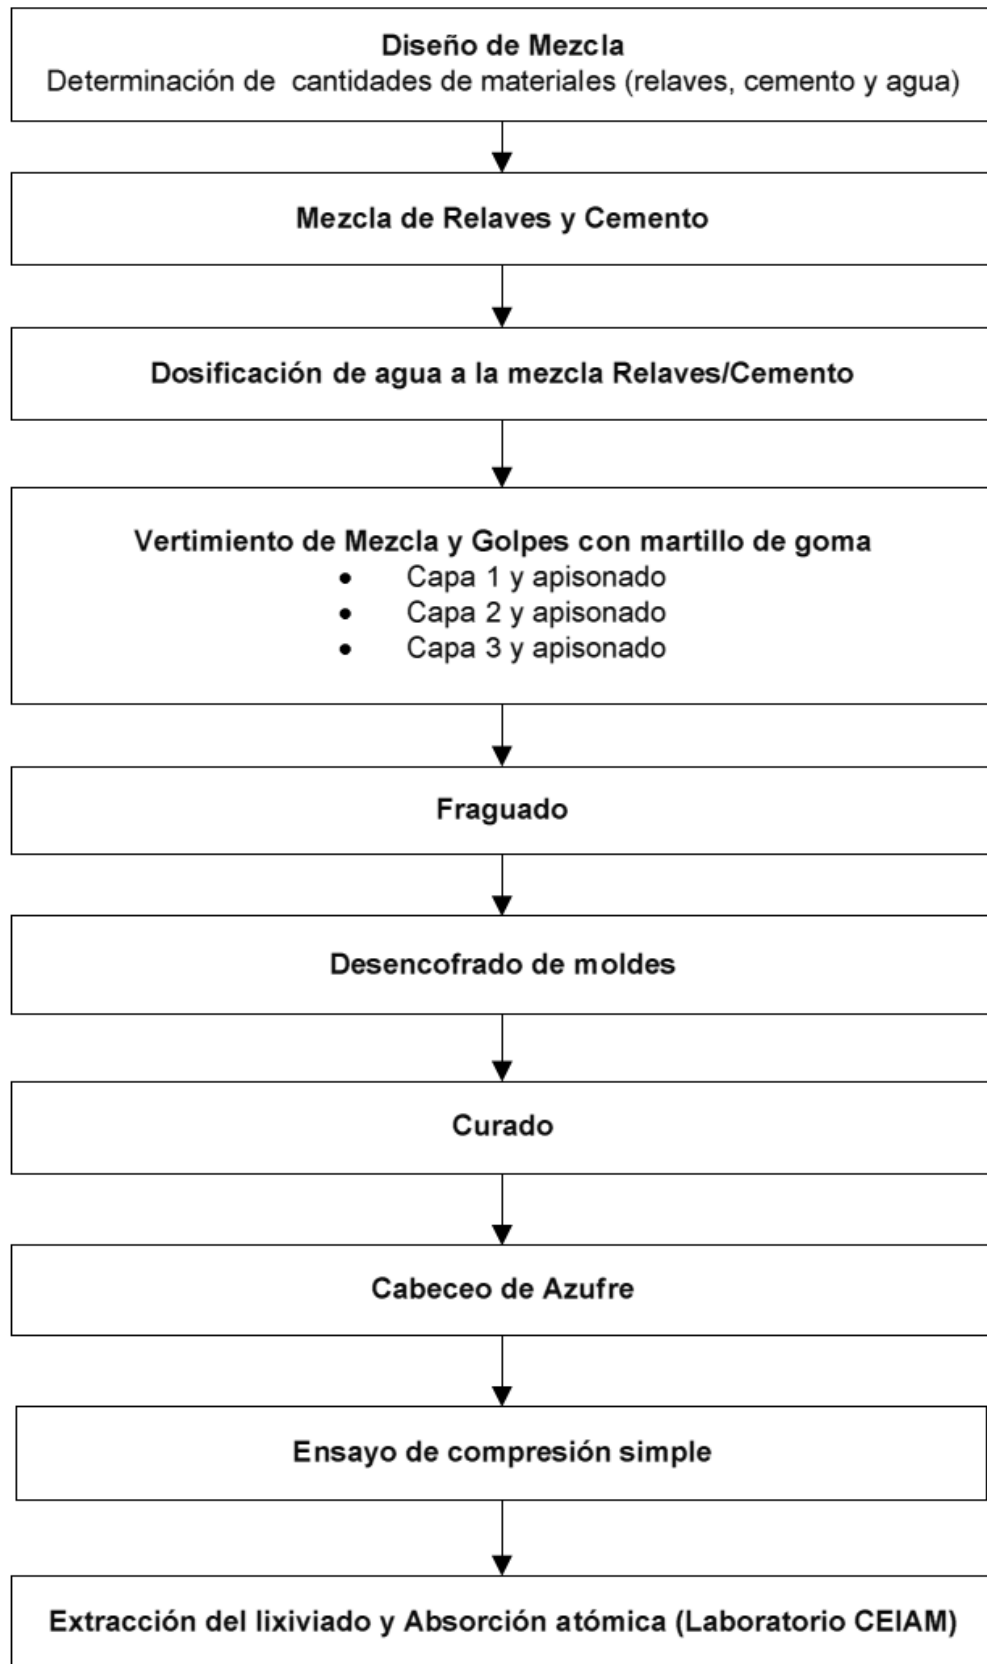 Diseño de Mezcla
Determinación de cantidades de materiales (relaves, cemento y agua)
Mezcla de Relaves y Cemento
Dosificación de agua a la mezcla Relaves/Cemento
Vertimiento de Mezcla y Golpes con martillo de goma
• Capa 1 y apisonado
• Capa 2 y apisonado
• Capa 3 y apisonado
Fraguado
Desencofrado de moldes
Curado
Cabeceo de Azufre
Ensayo de compresión simple
Extracción del lixiviado y Absorción atómica (Laboratorio CEIAM)